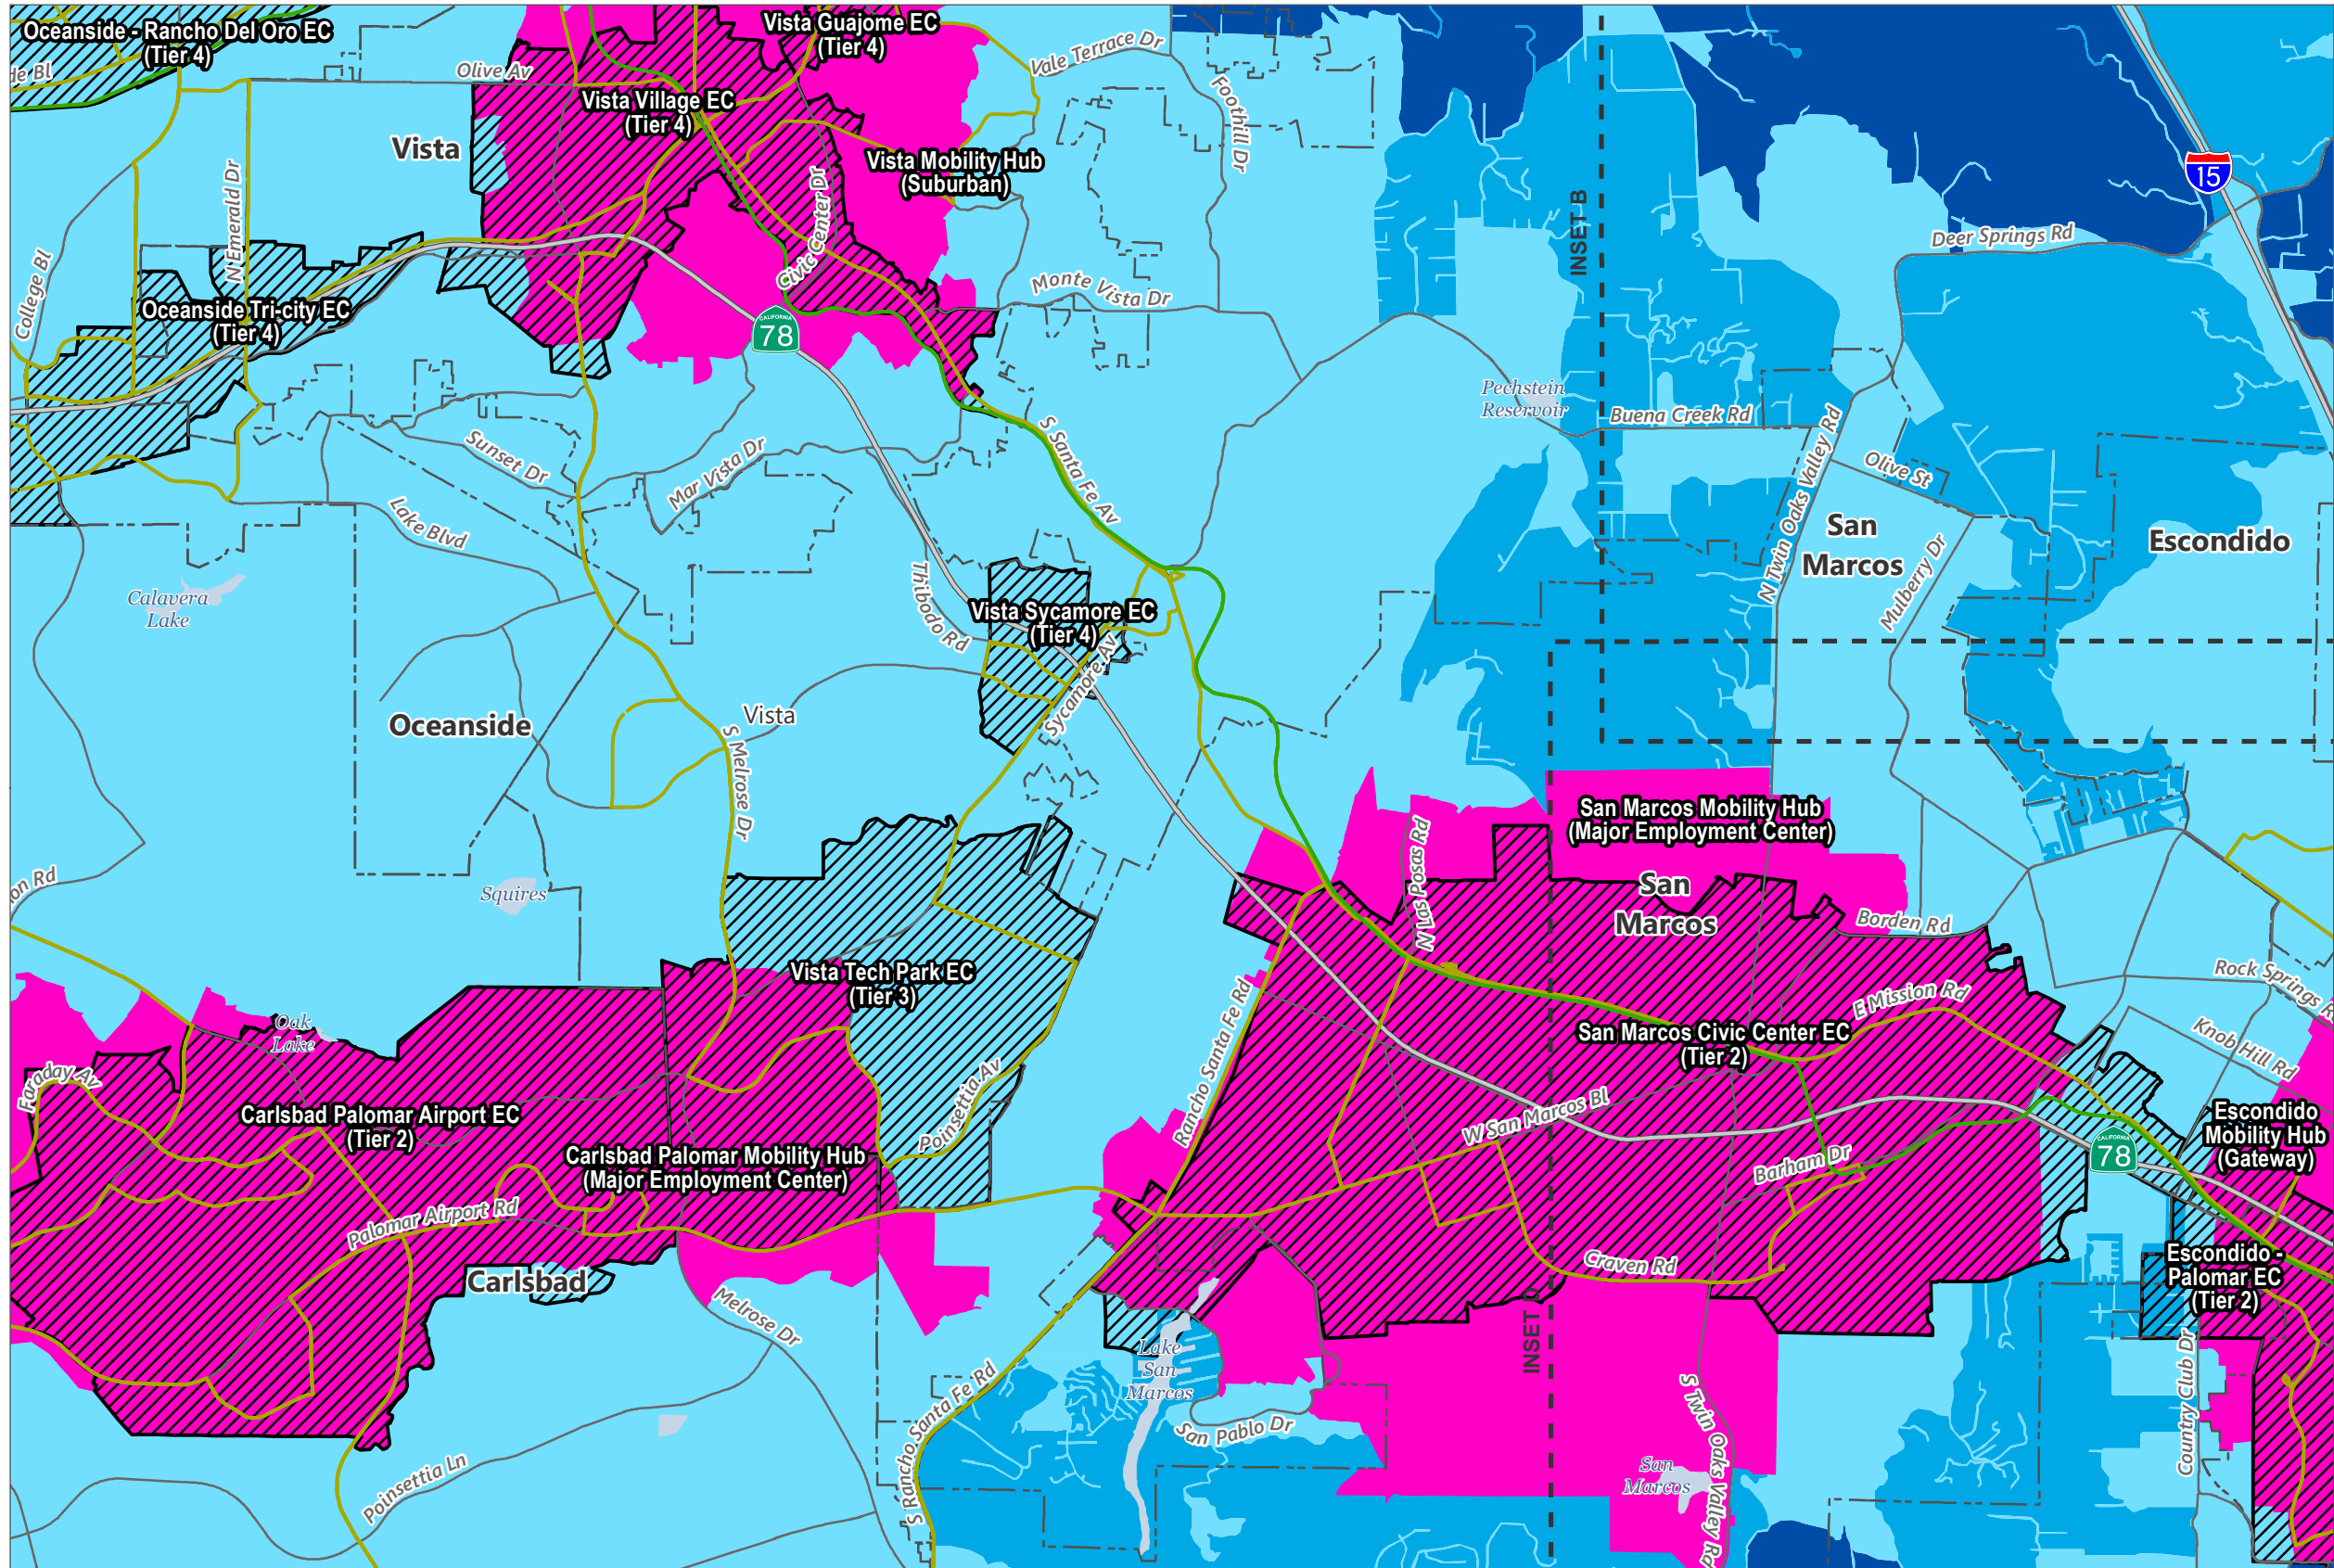 Oceanside - Rancho Del Oro EC
(Tier 4)
Vista Guajome EC
(Tier 4)
Vale Terrace Dr
de Bl
Olive Av
Foothill Dr
Vista Village EC
(Tier 4)
Vista
Vista Mobility Hub
(Suburban)
15
N Emerald Dr
Civic Center Dr
INSET B
Deer Springs Rd
College Bl
Monte Vista Dr
Oceanside Tri-city EC
(Tier 4)
CALIFORNIA
78
Pechstein
Reservoir
Buena Creek Rd
N Twin Oaks Valley Rd
Sunset Dr
Mar Vista Dr
S Santa Fe Av
Olive St
Lake Blvd
San
Marcos
Escondido
Mulberry Dr
Calavera
Lake
Thibodo Rd
Vista Sycamore EC
(Tier 4)
Sycamore Av
Oceanside
Vista
S Melrose Dr
San Marcos Mobility Hub
(Major Employment Center)
N Las Posas Rd
on Rd
Squires
San
Marcos
Borden Rd
Vista Tech Park EC
(Tier 3)
Rock Springs R
Rancho Santa Fe Rd
E Mission Rd
Oak
Lake
San Marcos Civic Center EC
(Tier 2)
Knob Hill Rd
Faraday Av
Poinsettia Av
Carlsbad Palomar Airport EC
(Tier 2)
W San Marcos Bl
Escondido
Mobility Hub
(Gateway)
CALIFORNIA
78
Carlsbad Palomar Mobility Hub
(Major Employment Center)
Barham Dr
Palomar Airport Rd
Carlsbad
Craven Rd
Escondido -
Palomar EC
(Tier 2)
Melrose Dr
INSET D
Lake
San
Marcos
Country Club Dr
S Rancho Santa Fe Rd
San Pablo Dr
S Twin Oaks Valley Rd
San
Marcos
Poinsettia Ln